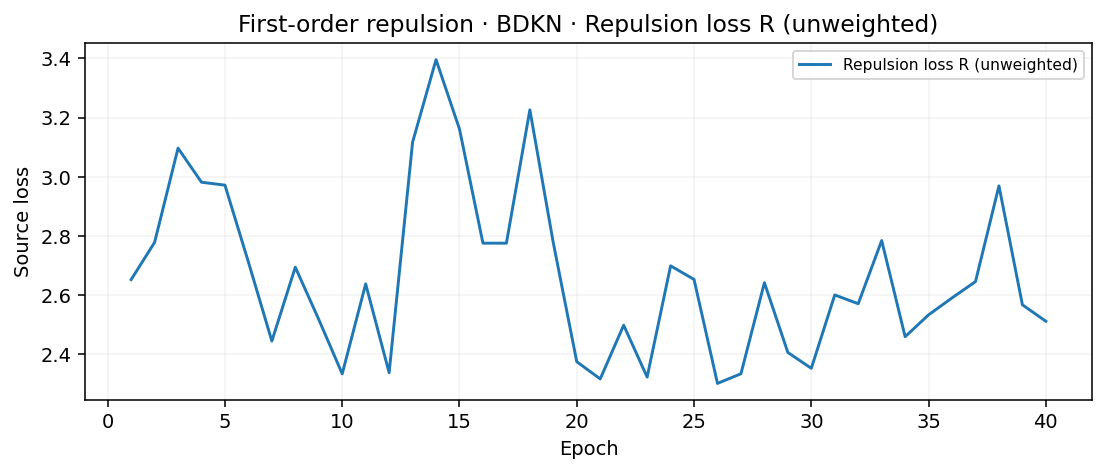 First-order repulsion · BDKN · Repulsion loss R (unweighted)
Repulsion loss R (unweighted)
Source loss
3.4
3.2
3.0
2.8
2.6
2.4
0 5 10 15 20 25 30 35 40
Epoch